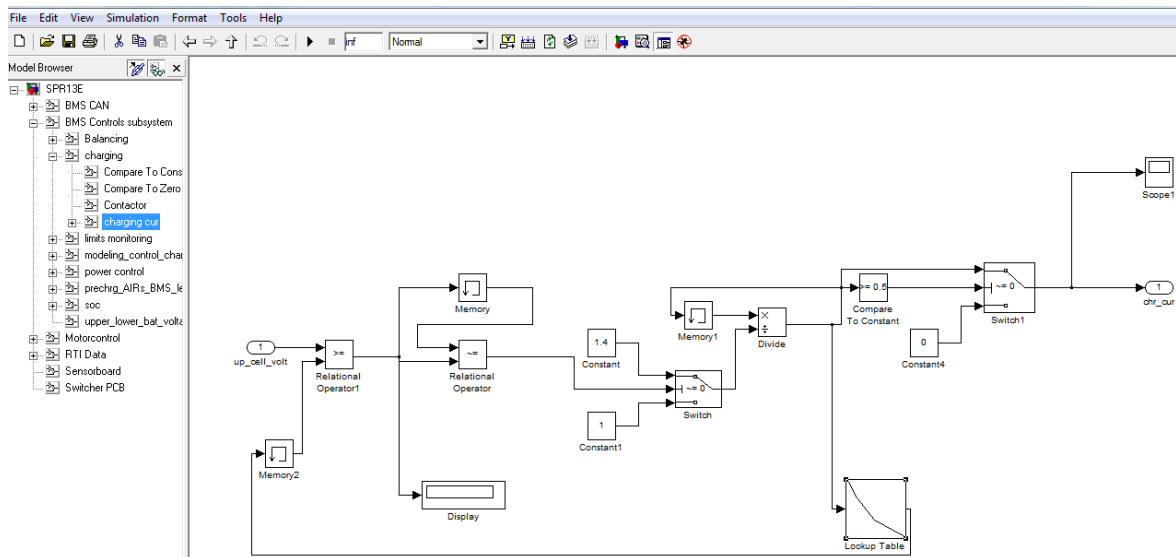 File Edit View Simulation Format Tools Help
inf Normal
Model Browser
SPR13E
BMS CAN
BMS Controls subsystem
Balancing
charging
Compare To Cons
Compare To Zero
Contactor
charging cur
limits monitoring
modeling_control_chai
power control
prechrg_AIRs_BMS_le
soc
upper_lower_bat_volta
Motorcontrol
RTI Data
Sensorboard
Switcher PCB
Scope1
1
chr_cur
~= 0
Switch1
>= 0.5
Compare
To Constant
0
Constant4
Memory
Memory1
×
÷
Divide
1.4
Constant
~= 0
Switch
1
Constant1
1
up_cell_volt
>=
Relational
Operator1
~=
Relational
Operator
Memory2
Display
Lookup Table